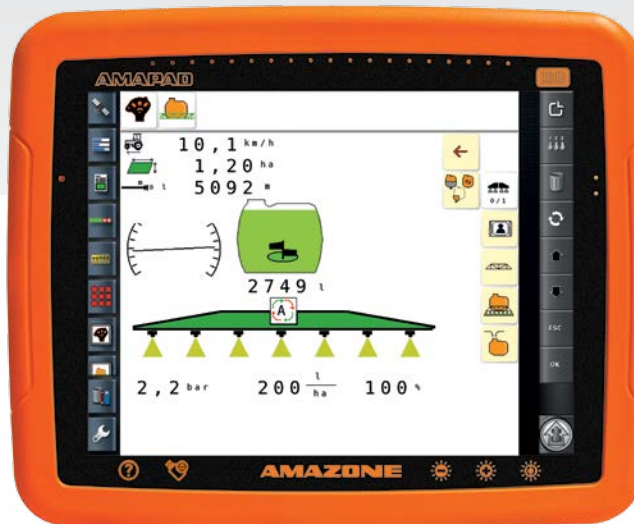 AMAPAD
ISO
10,1 km/h
1,20 ha
5092 m
0/1
2749 l
A
2,2 bar 200 l/ha 100 %
ESC
OK
AMAZONE